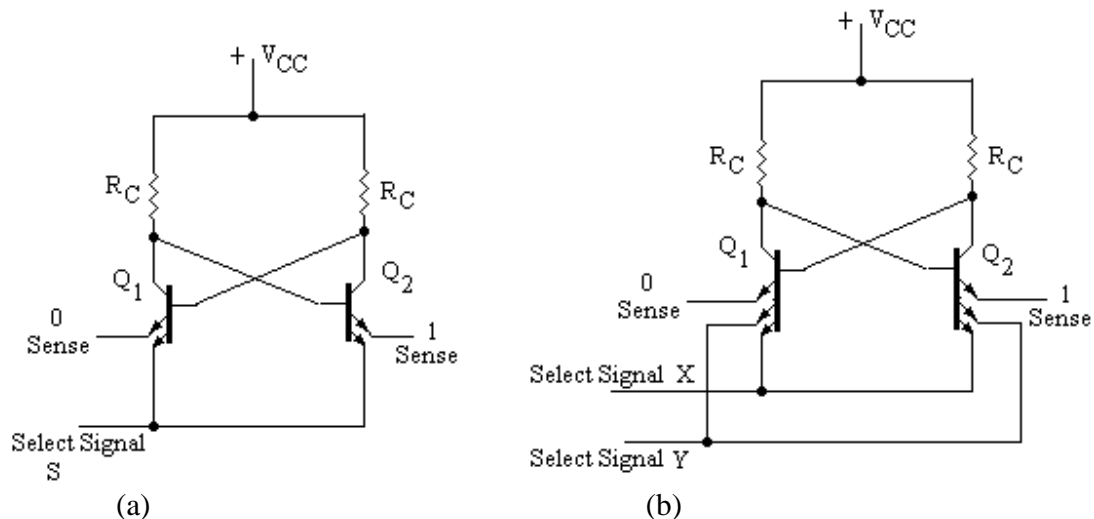 + VCC
RC
RC
Q1
Q2
0
Sense
1
Sense
Select Signal
S
(a)
+ VCC
RC
RC
Q1
Q2
0
Sense
1
Sense
Select Signal X
Select Signal Y
(b)